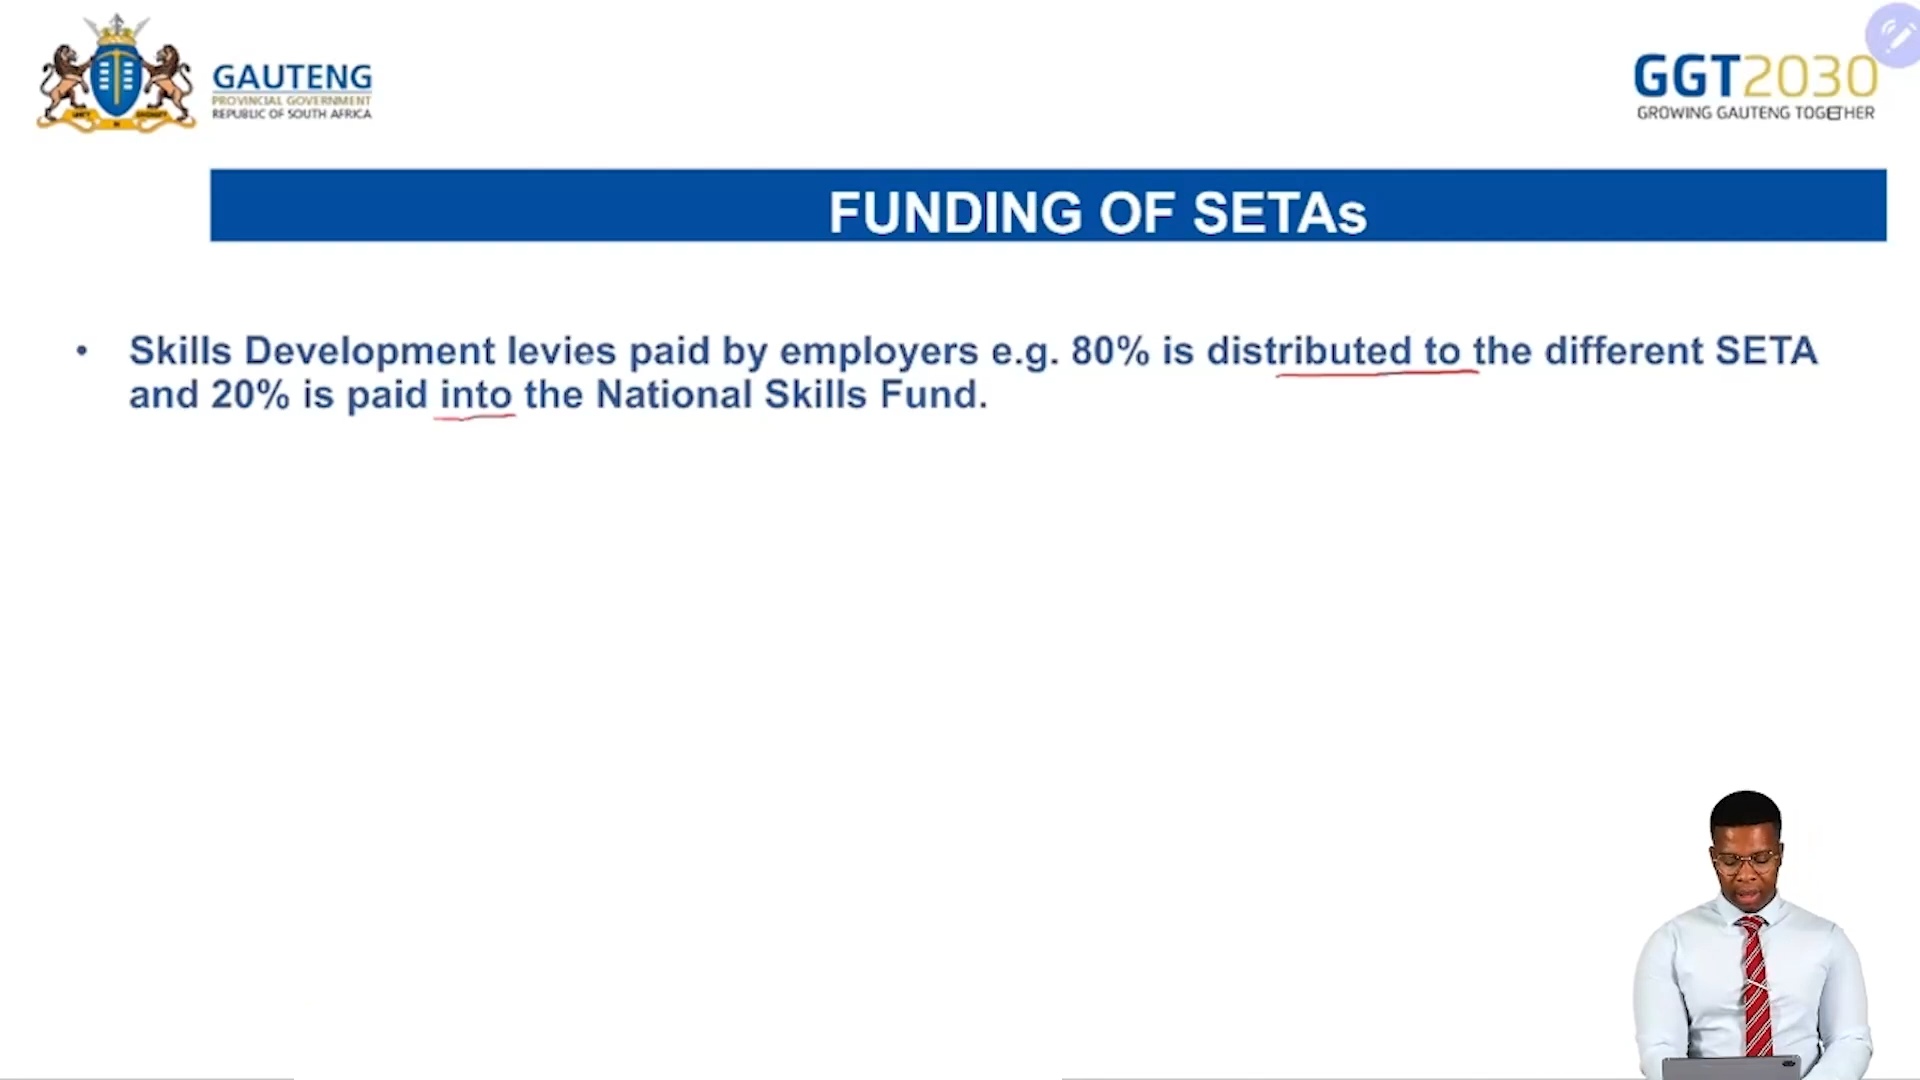 GAUTENG
PROVINCIAL GOVERNMENT
REPUBLIC OF SOUTH AFRICA
GGT2030
GROWING GAUTENG TOGETHER
FUNDING OF SETAs
• Skills Development levies paid by employers e.g. 80% is distributed to the different SETA
and 20% is paid into the National Skills Fund.